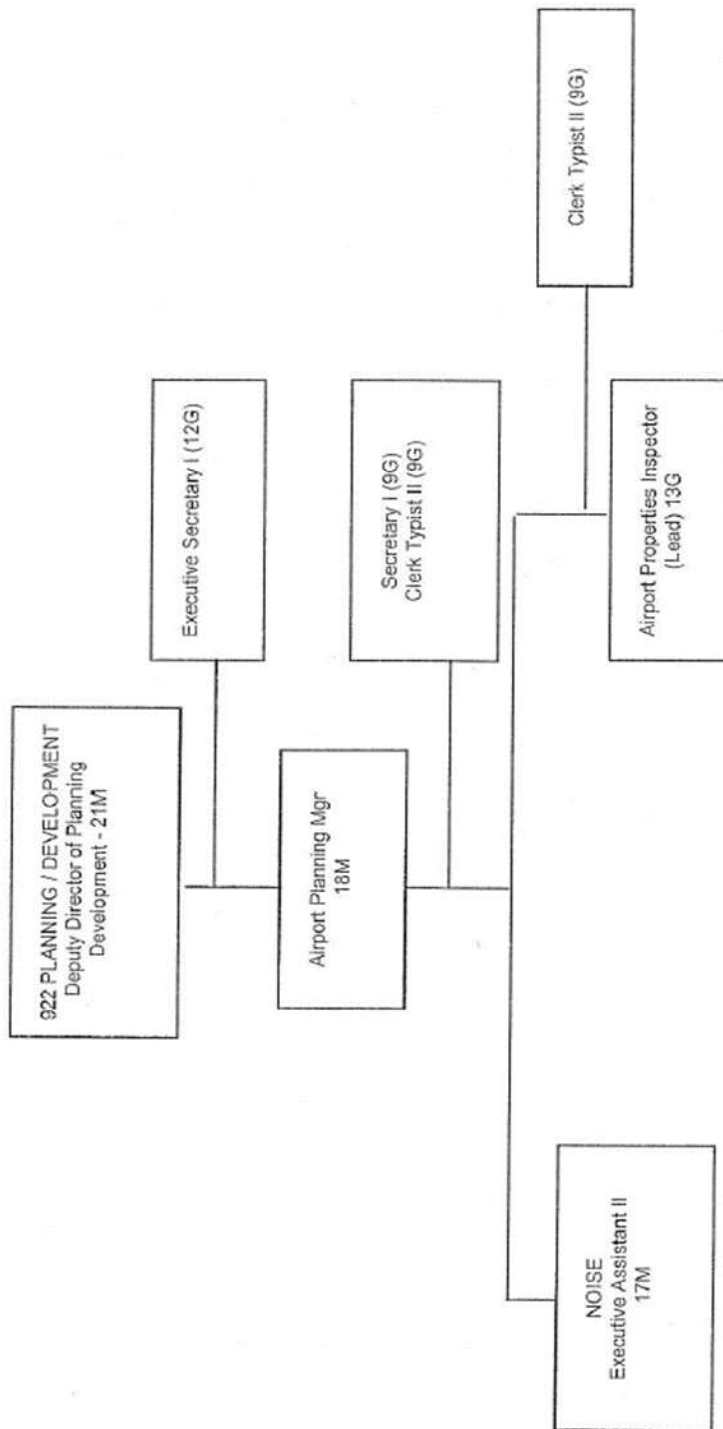 922 PLANNING / DEVELOPMENT
Deputy Director of Planning
Development - 21M
Executive Secretary I (12G)
Airport Planning Mgr
18M
Secretary I (9G)
Clerk Typist II (9G)
NOISE
Executive Assistant II
17M
Airport Properties Inspector
(Lead) 13G
Clerk Typist II (9G)